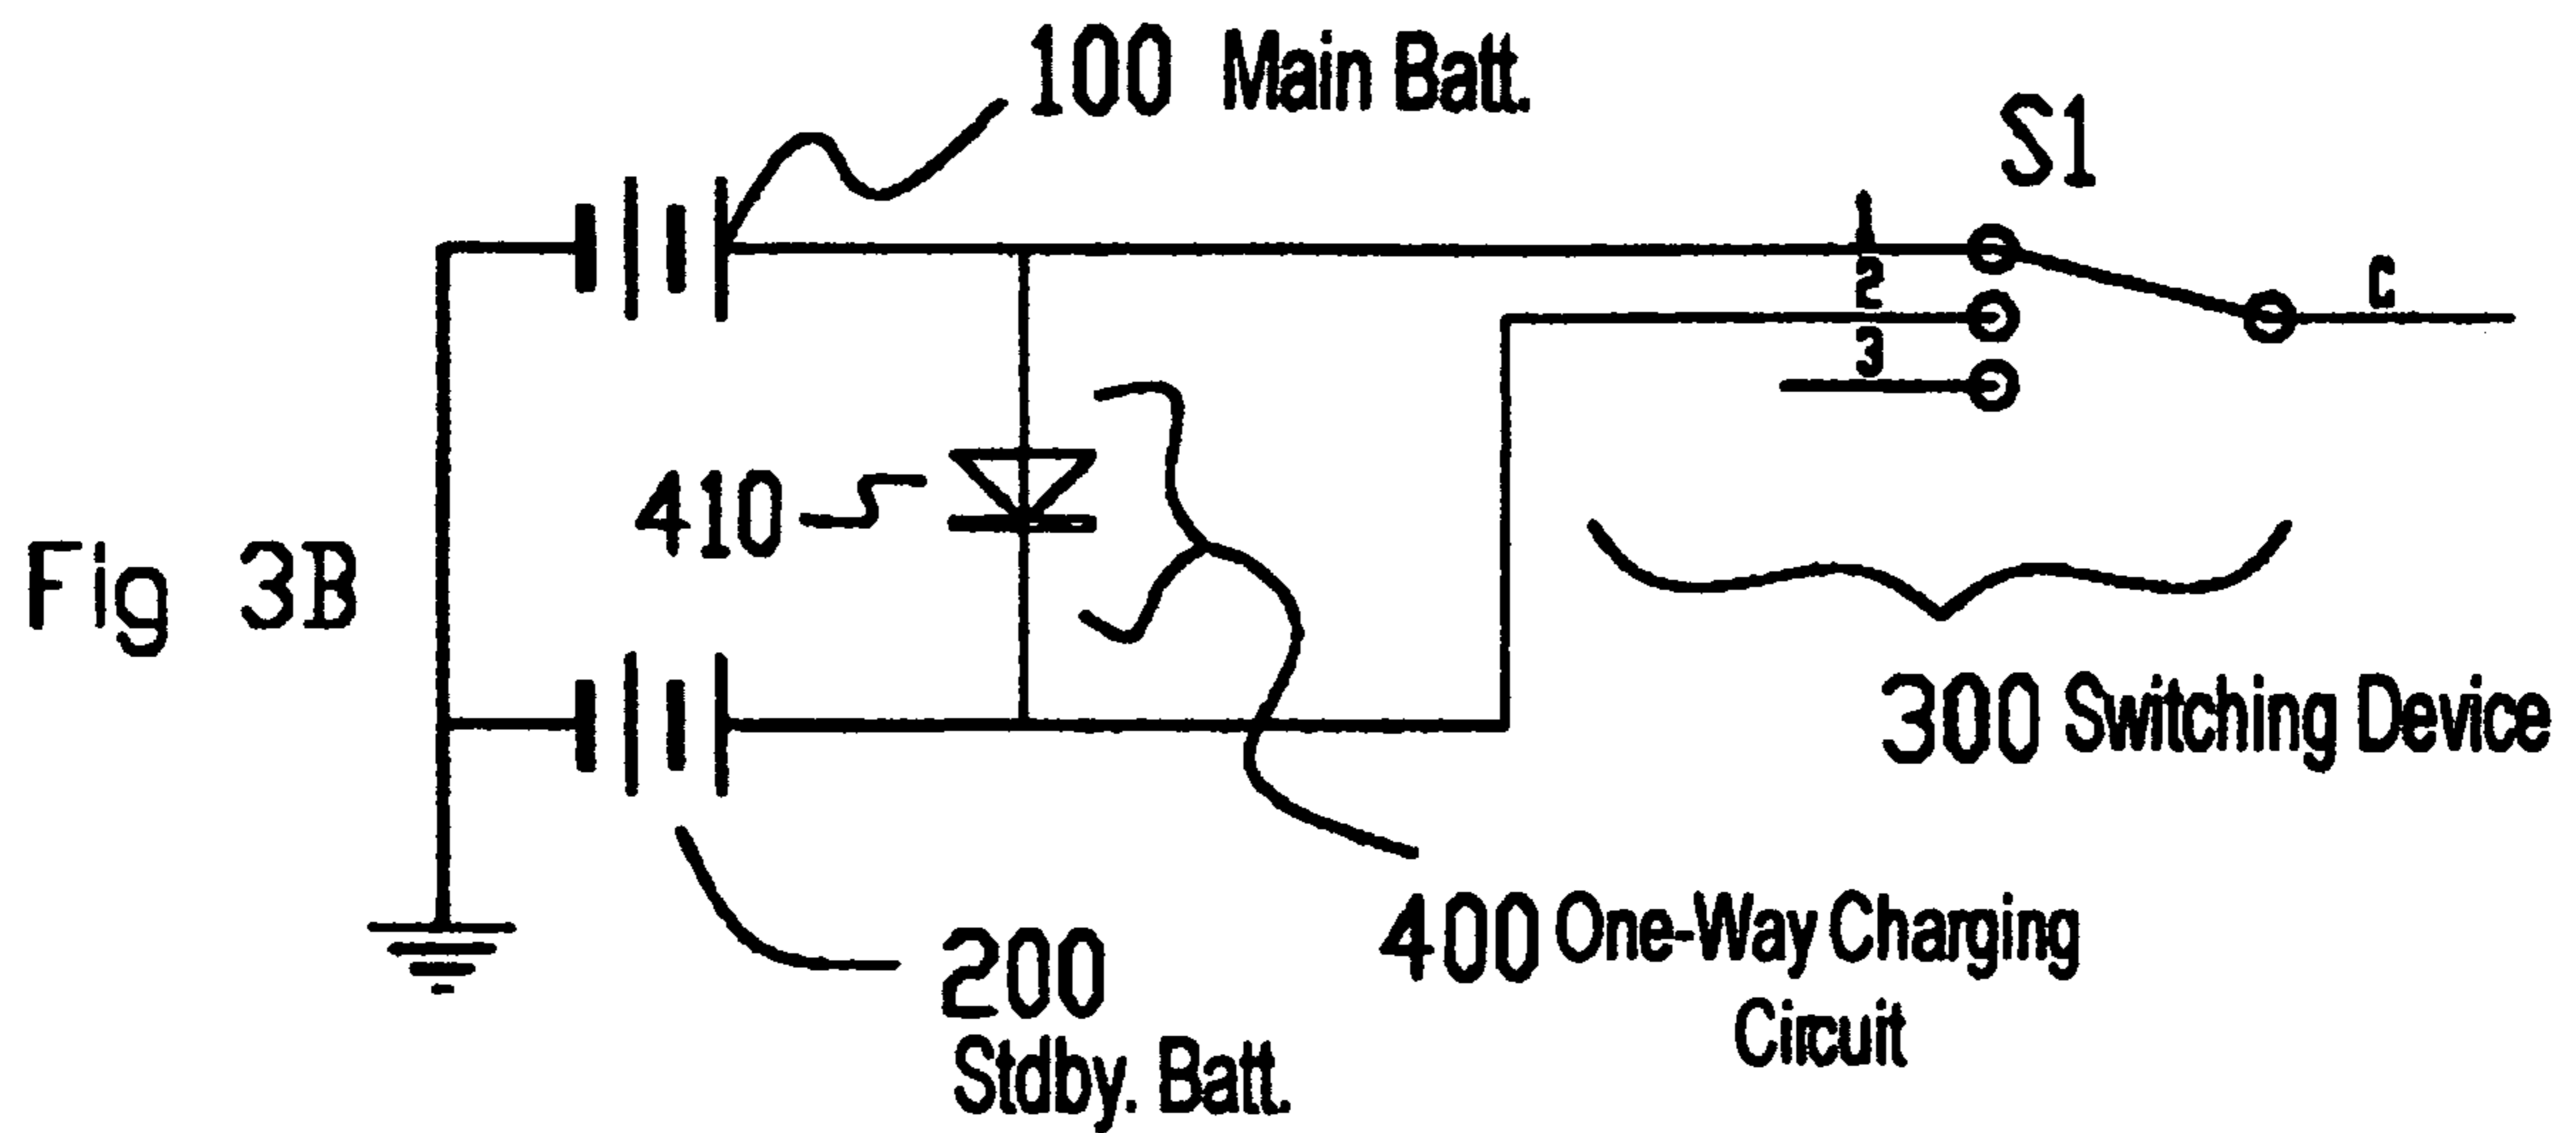 100 Main Batt.
S1
1
2
C
3
410
Fig 3B
300 Switching Device
400 One-Way Charging
Circuit
200
Stdby. Batt.